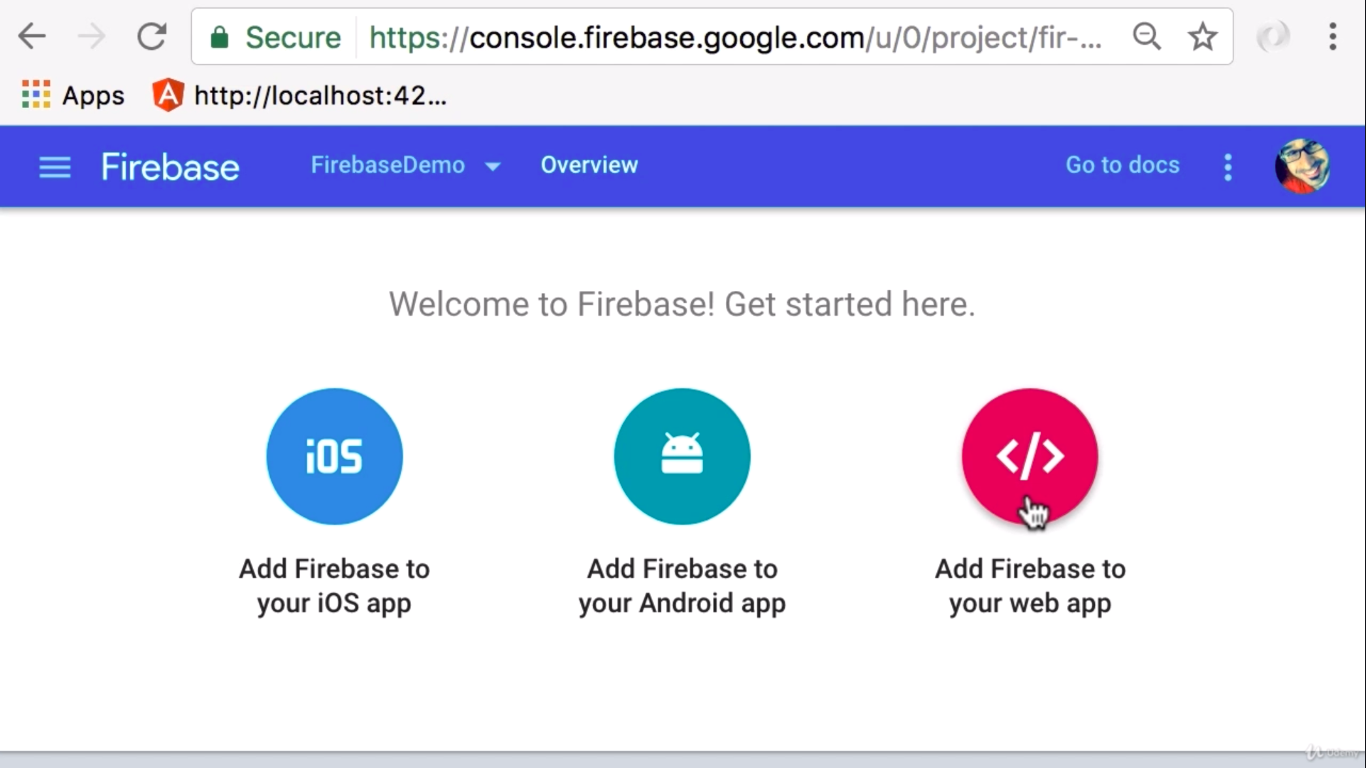 Secure https://console.firebase.google.com/u/0/project/fir-...
Apps http://localhost:42...
Firebase FirebaseDemo Overview Go to docs
Welcome to Firebase! Get started here.
iOS </>
Add Firebase to
your iOS app
Add Firebase to
your Android app
Add Firebase to
your web app
Udemy